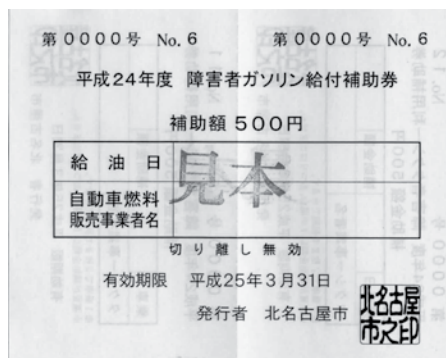 第0000号 No.6 第0000号 No.6
平成24年度 障害者ガソリン給付補助券
補助額 500円
給油日
見本
自動車燃料
販売事業者名
切り離し無効
有効期限 平成25年3月31日
発行者 北名古屋市
北名古屋
市之印